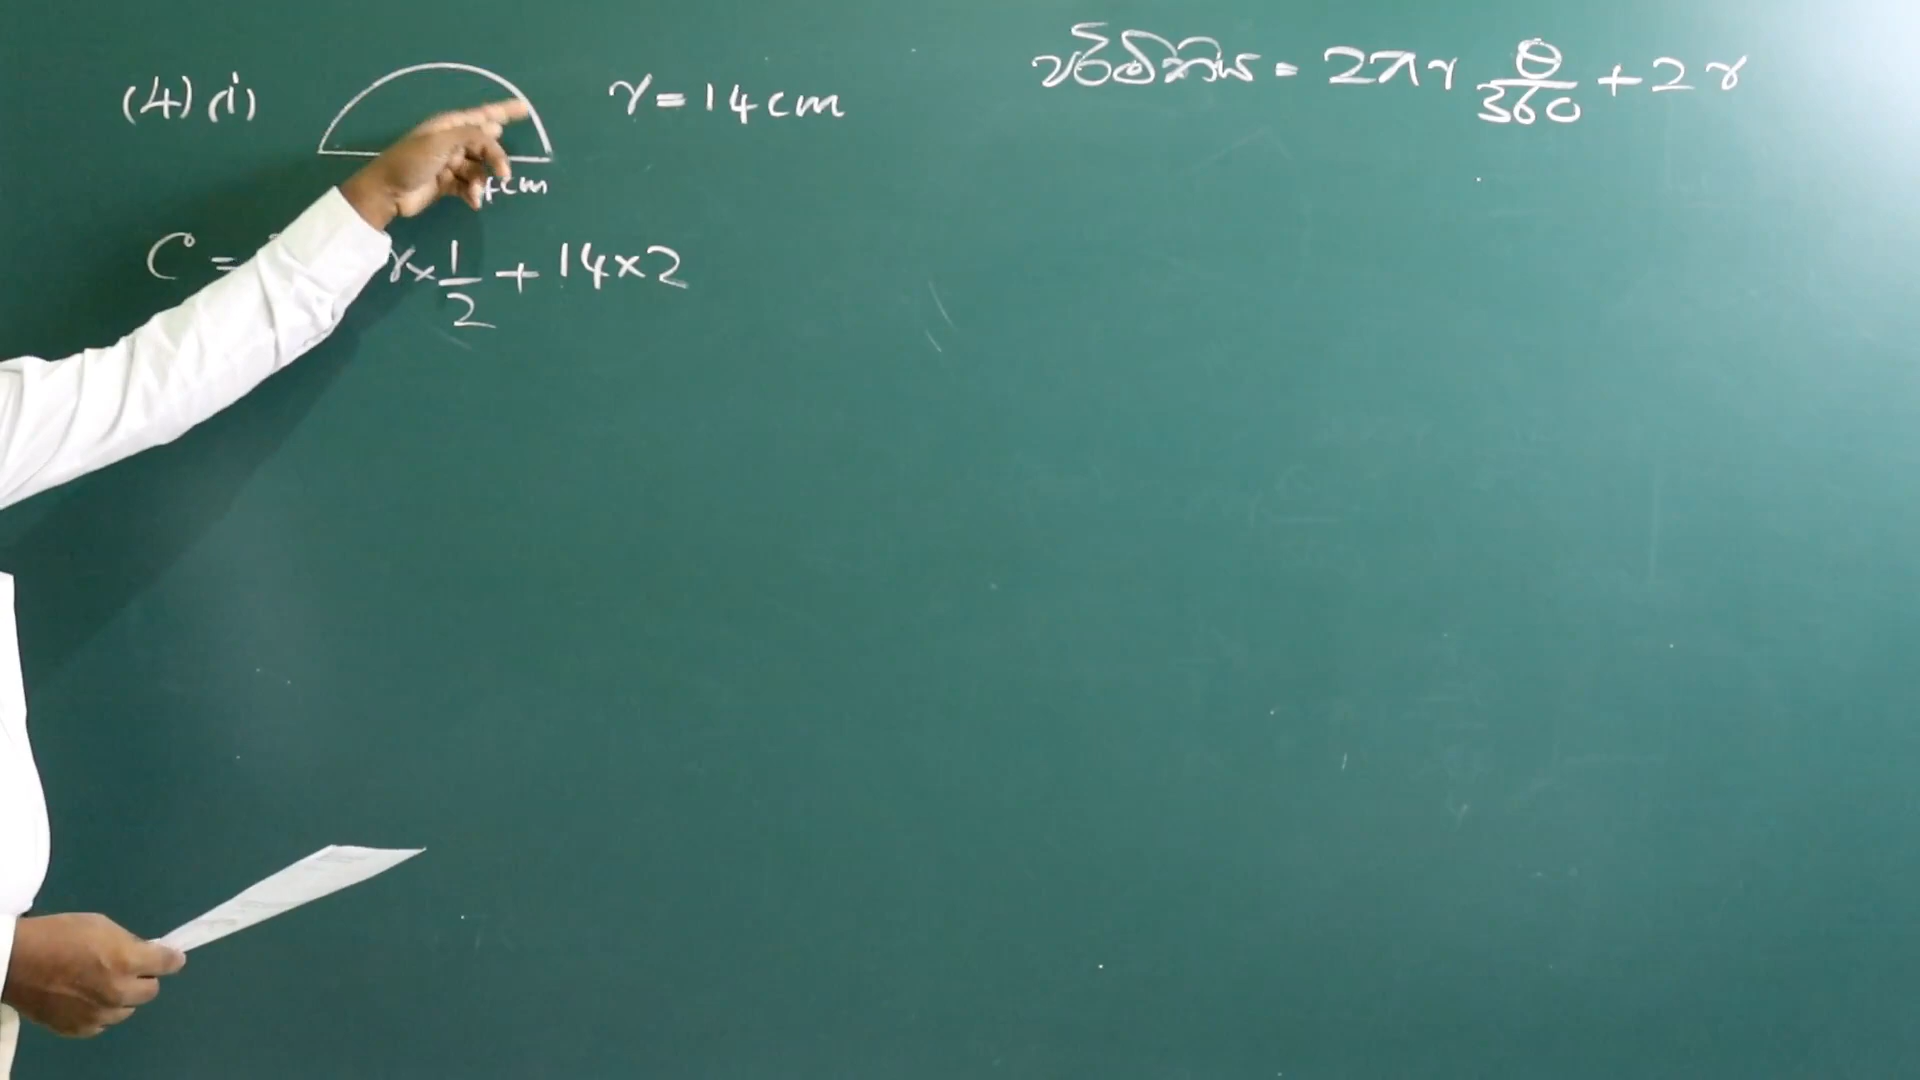 (4) (i) r = 14 cm
cm
C = r × 1/2 + 14 × 2
පරිමිතිය = 2πr θ/360 + 2r